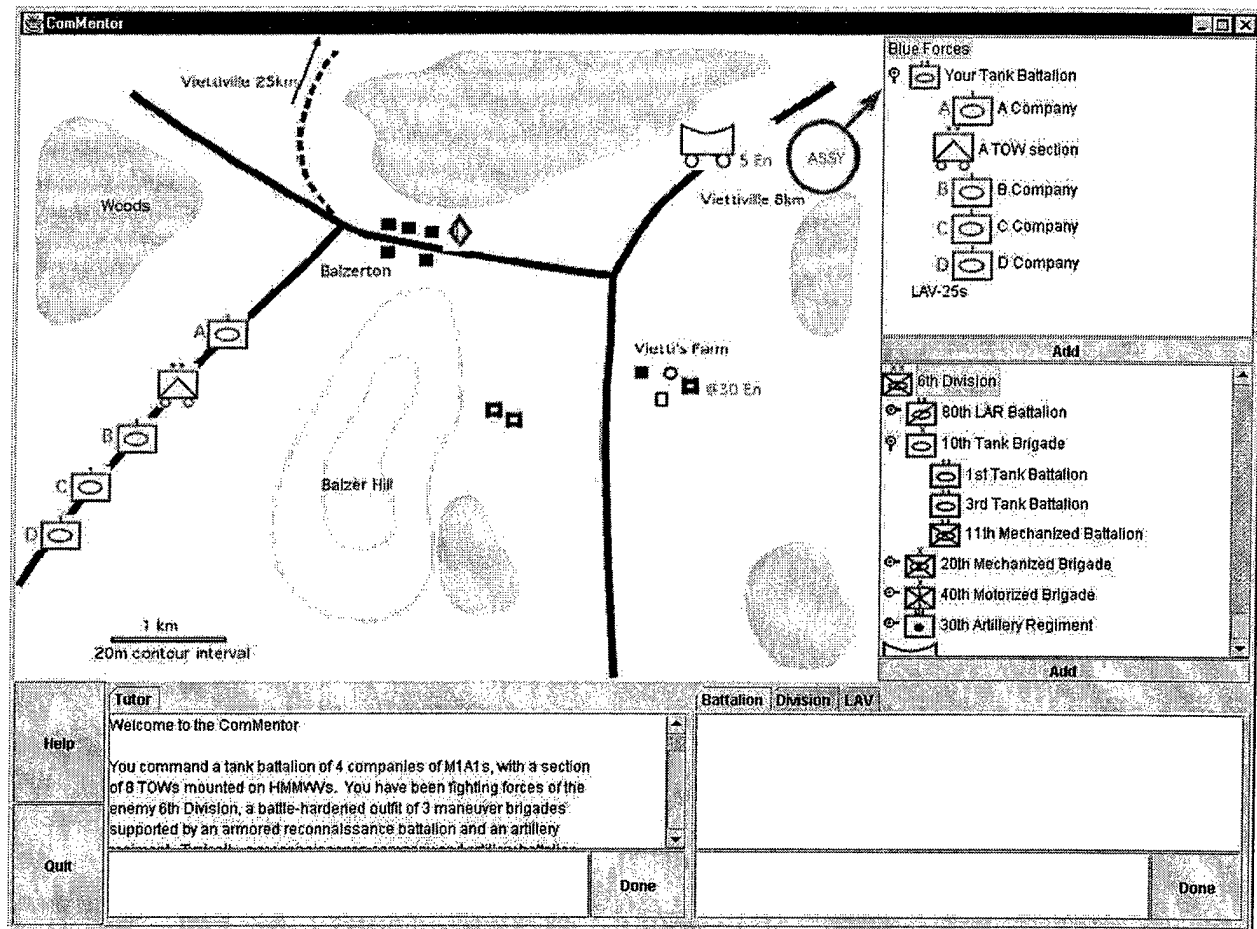 ComMentor
Viettiville 25km
Woods
Balzerton
A
B
C
D
Balzer Hill
1 km
20m contour interval
5 En
ASSY
Viettiville 8km
Vietti's Farm
@30 En
Blue Forces
Your Tank Battalion
A A Company
A TOW section
B B Company
C C Company
D D Company
LAV-25s
Add
6th Division
80th LAR Battalion
10th Tank Brigade
1st Tank Battalion
3rd Tank Battalion
11th Mechanized Battalion
20th Mechanized Brigade
40th Motorized Brigade
30th Artillery Regiment
Add
Help
Quit
Tutor
Welcome to the ComMentor
You command a tank battalion of 4 companies of M1A1s, with a section
of 8 TOWs mounted on HMMWVs. You have been fighting forces of the
enemy 6th Division, a battle-hardened outfit of 3 maneuver brigades
supported by an armored reconnaissance battalion and an artillery
Done
Battalion Division LAV
Done